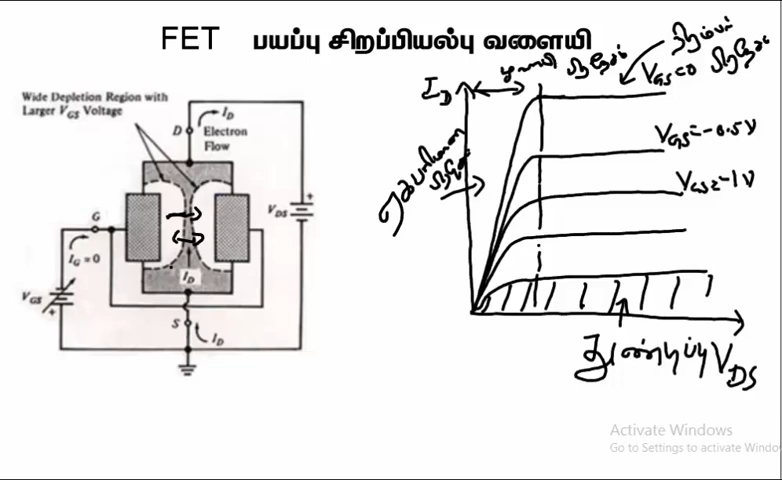 FET பயப்பு சிறப்பியல்பு வளையி
Wide Depletion Region with
Larger VGS Voltage
ID
D
Electron
Flow
G
IG = 0
VGS
+
VDS
+
ID
S
ID
ID
VGS=0
VGS=-0.5V
VGS=-1V
துண்டிப்பு
VDS
Activate Windows
Go to Settings to activate Windo